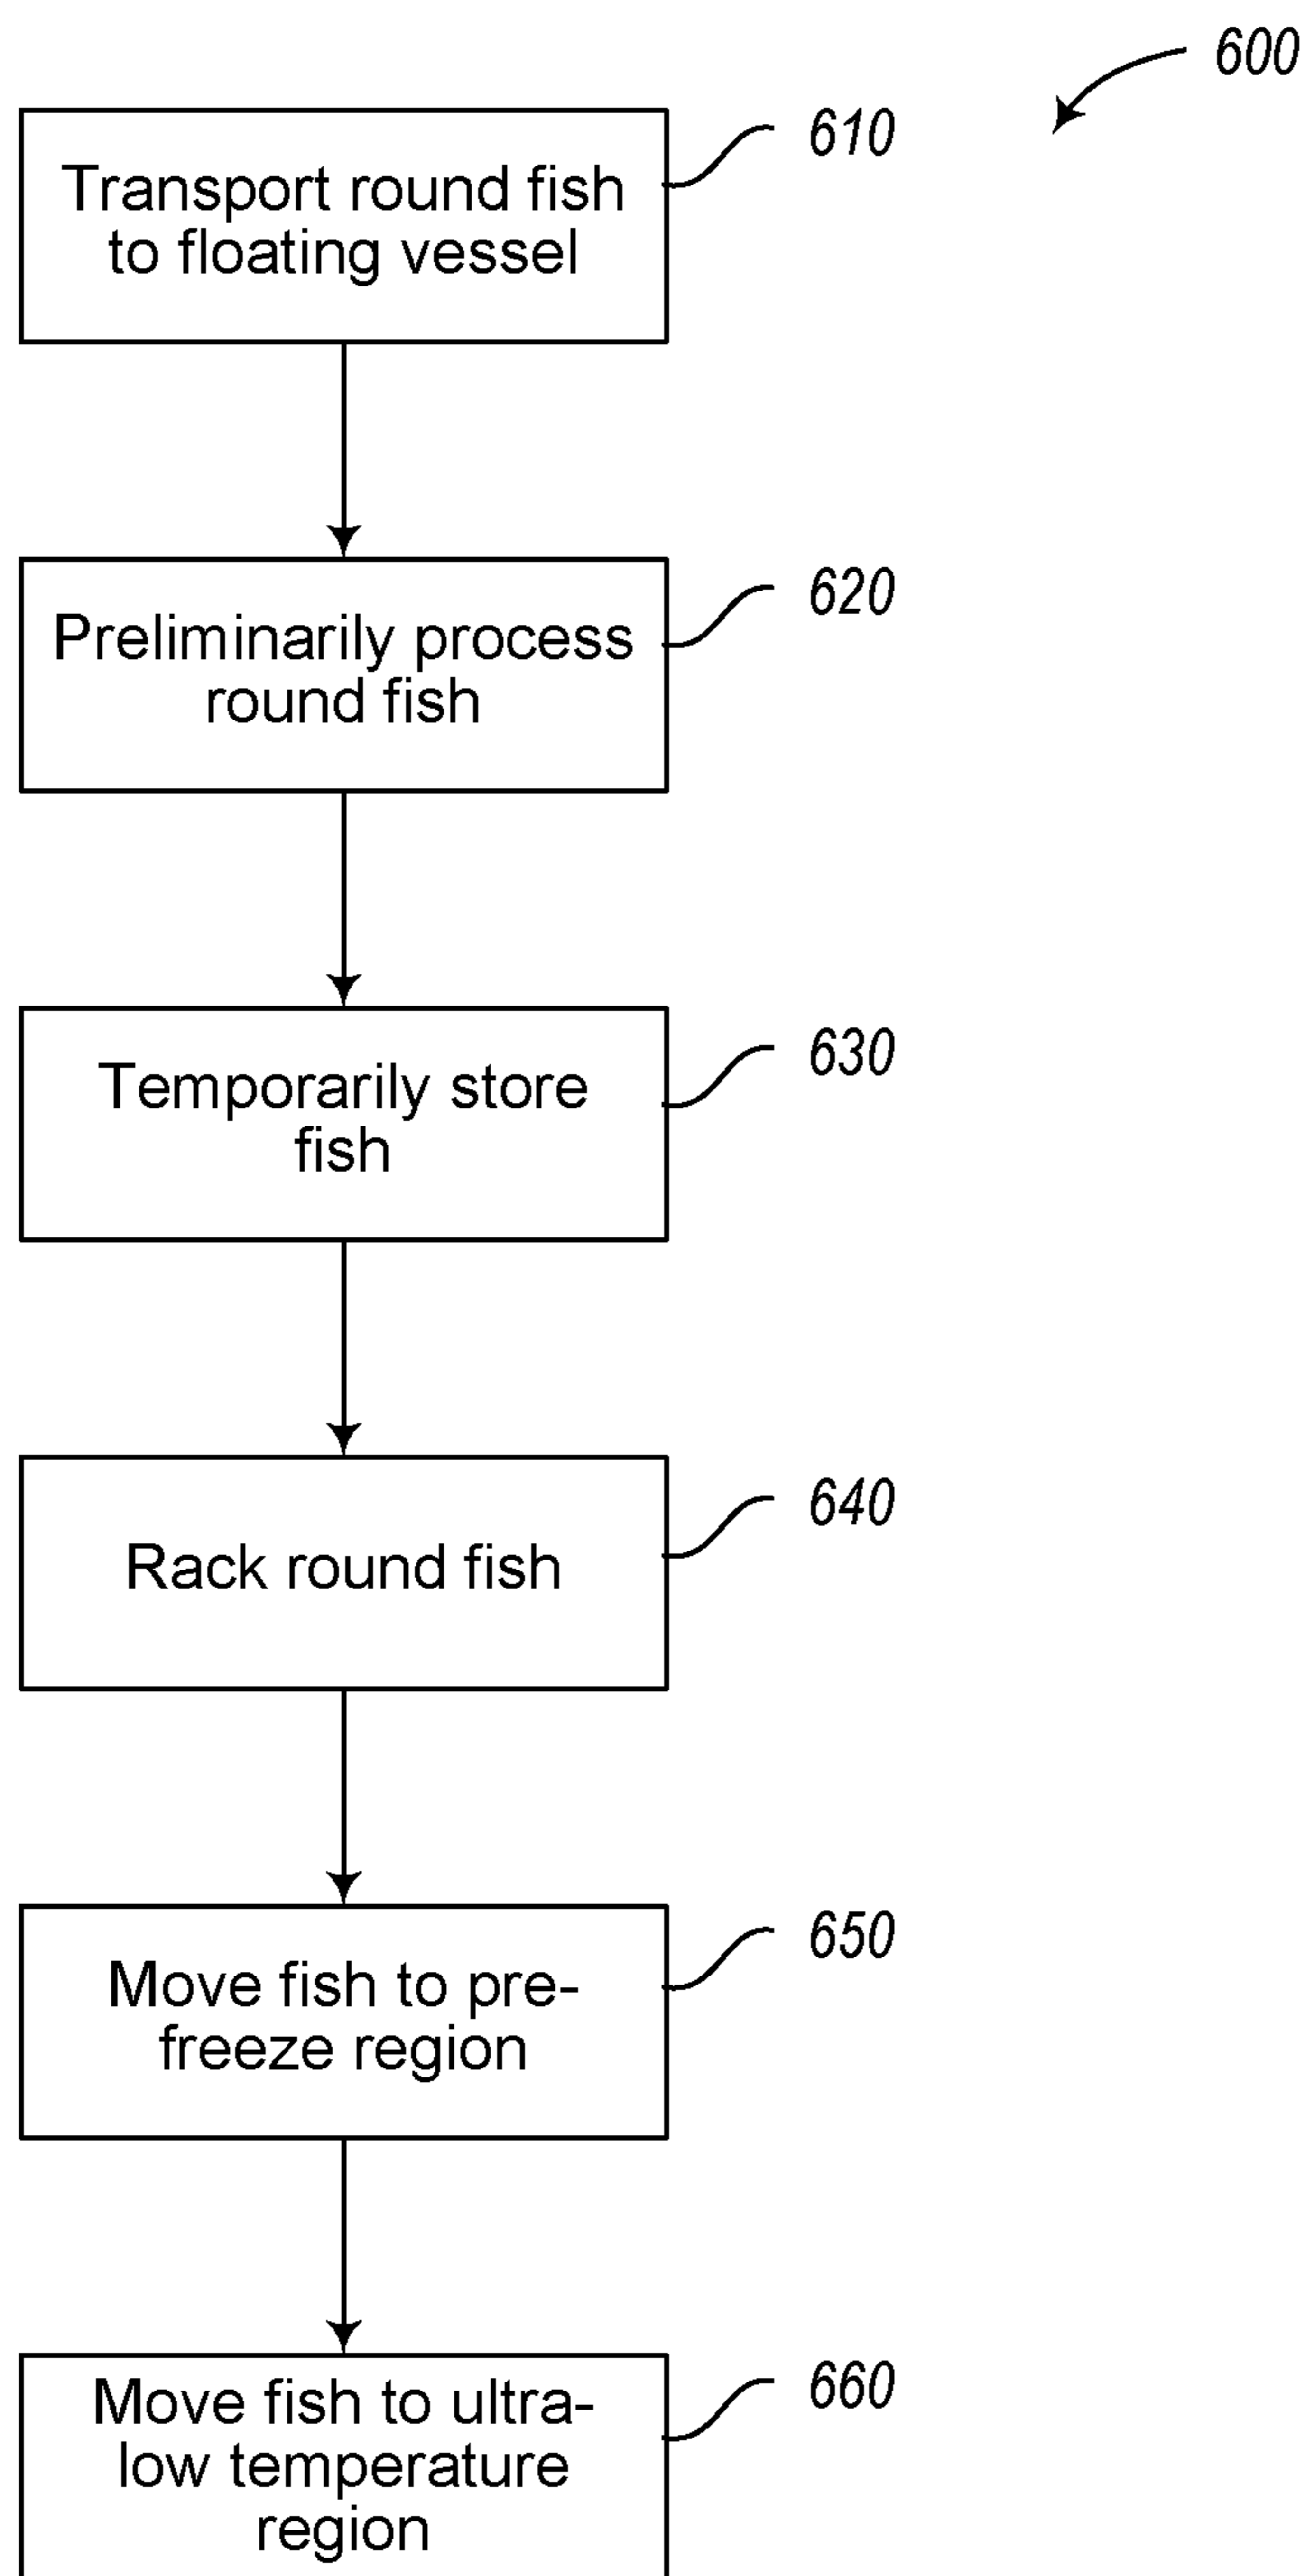 600
610
Transport round fish
to floating vessel
620
Preliminarily process
round fish
630
Temporarily store
fish
640
Rack round fish
650
Move fish to pre-
freeze region
660
Move fish to ultra-
low temperature
region